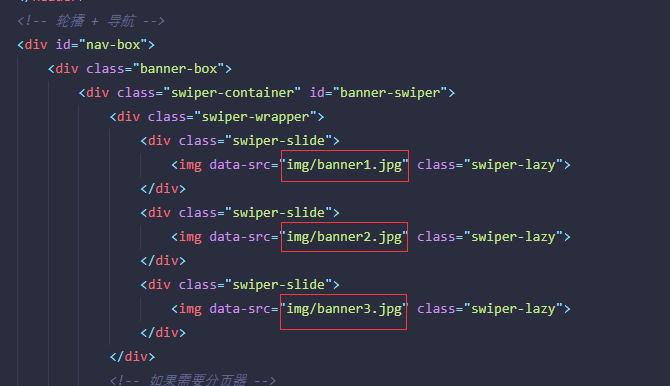 <!-- 轮播 + 导航 -->
<div id="nav-box">
<div class="banner-box">
<div class="swiper-container" id="banner-swiper">
<div class="swiper-wrapper">
<div class="swiper-slide">
<img data-src="img/banner1.jpg" class="swiper-lazy">
</div>
<div class="swiper-slide">
<img data-src="img/banner2.jpg" class="swiper-lazy">
</div>
<div class="swiper-slide">
<img data-src="img/banner3.jpg" class="swiper-lazy">
</div>
</div>
<!-- 如果需要分页器 -->